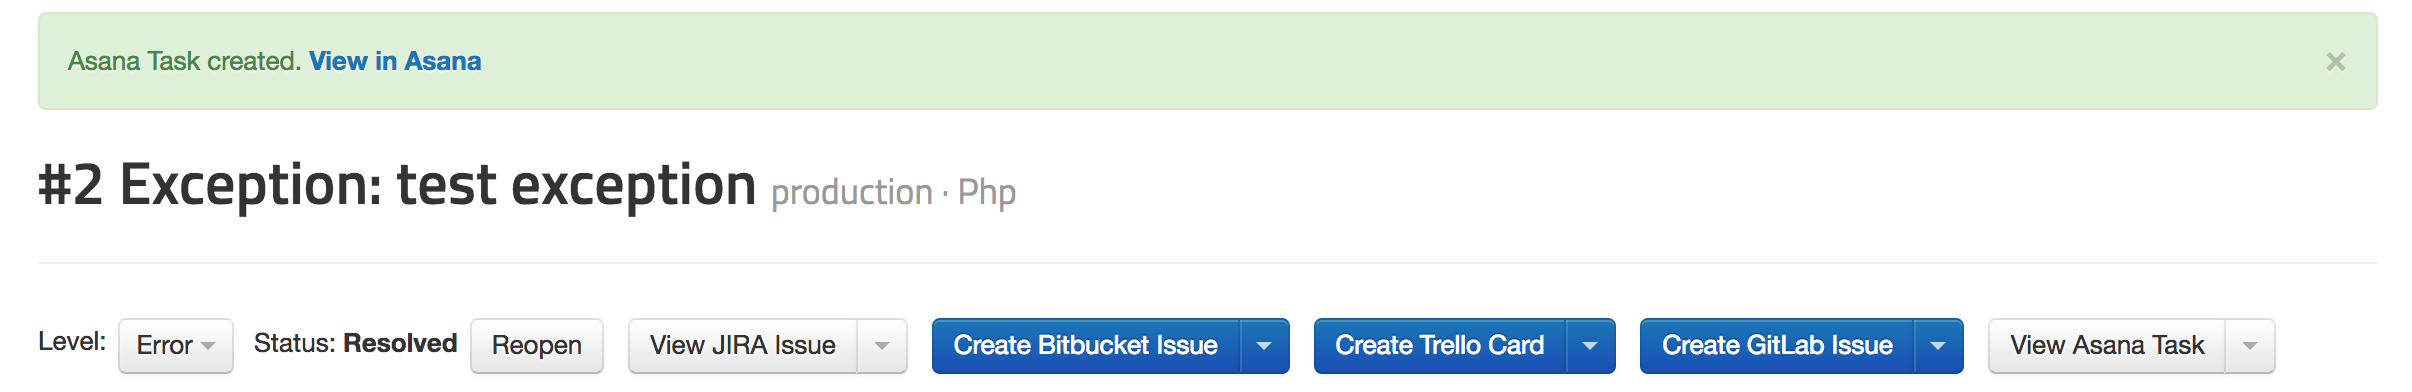 Asana Task created. View in Asana ×
#2 Exception: test exception production · Php
Level: Error Status: Resolved Reopen View JIRA Issue Create Bitbucket Issue Create Trello Card Create GitLab Issue View Asana Task